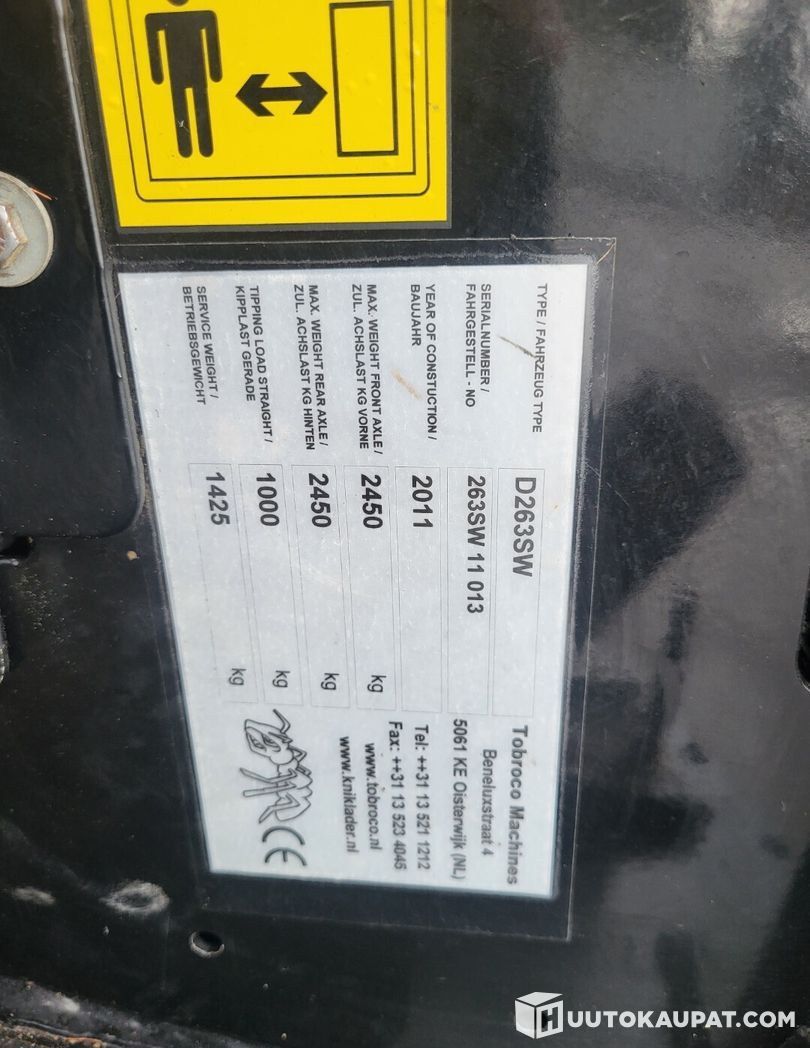 TYPE / FAHRZEUG TYPE
D263SW
SERIALNUMBER /
FAHRGESTELL - NO
263SW 11 013
YEAR OF CONSTUCTION /
BAUJAHR
2011
MAX. WEIGHT FRONT AXLE /
ZUL. ACHSLAST KG VORNE
2450 kg
MAX. WEIGHT REAR AXLE /
ZUL. ACHSLAST KG HINTEN
2450 kg
TIPPING LOAD STRAIGHT /
KIPPLAST GERADE
1000 kg
SERVICE WEIGHT /
BETRIEBSGEWICHT
1425 kg
Tobroco Machines
Beneluxstraat 4
5061 KE Oisterwijk (NL)
Tel: ++31 13 521 1212
Fax: ++31 13 523 4045
www.tobroco.nl
www.kniklader.nl
CE
HUUTOKAUPAT.COM